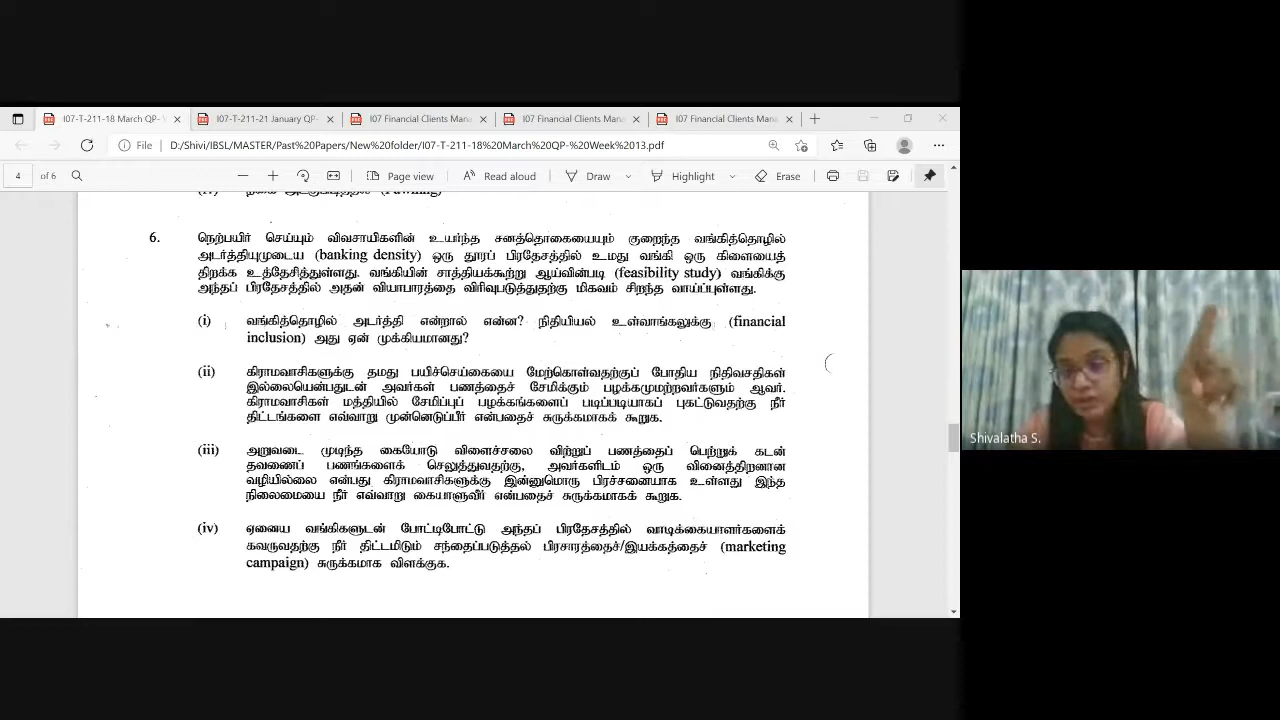 I07-T-211-18 March QP- V
I07-T-211-21 January QP-
I07 Financial Clients Mana
I07 Financial Clients Mana
I07 Financial Clients Mana
File D:/Shivi/IBSL/MASTER/Past%20Papers/New%20folder/I07-T-211-18%20March%20QP-%20Week%2013.pdf
4 of 6 Page view Read aloud Draw Highlight Erase
6. நெற்பயிர் செய்யும் விவசாயிகளின் உயர்ந்த சனத்தொகையையும் குறைந்த வங்கித்தொழில்
அடர்த்தியுமுடைய (banking density) ஒரு தூரப் பிரதேசத்தில் உமது வங்கி ஒரு கிளையைத்
திறக்க உத்தேசித்துள்ளது. வங்கியின் சாத்தியக்கூற்று ஆய்வின்படி (feasibility study) வங்கிக்கு
அந்தப் பிரதேசத்தில் அதன் வியாபாரத்தை விரிவுபடுத்துதற்கு மிகவம் சிறந்த வாய்ப்புள்ளது.
(i) வங்கித்தொழில் அடர்த்தி என்றால் என்ன? நிதியியல் உள்வாங்கலுக்கு (financial
inclusion) அது ஏன் முக்கியமானது?
(ii) கிராமவாசிகளுக்கு தமது பயிச்செய்கையை மேற்கொள்வதற்குப் போதிய நிதிவசதிகள்
இல்லையென்பதுடன் அவர்கள் பணத்தைச் சேமிக்கும் பழக்கமுமற்றவர்களும் ஆவர்.
கிராமவாசிகள் மத்தியில் சேமிப்புப் பழக்கங்களைப் படிப்படியாகப் புகட்டுவதற்கு நீர்
திட்டங்களை எவ்வாறு முன்னெடுப்பீர் என்பதைச் சுருக்கமாகக் கூறுக.
(iii) அறுவடை முடிந்த கையோடு விளைச்சலை விற்றுப் பணத்தைப் பெற்றுக் கடன்
தவணைப் பணங்களைக் செலுத்துவதற்கு, அவர்களிடம் ஒரு வினைத்திறனான
வழியில்லை என்பது கிராமவாசிகளுக்கு இன்னுமொரு பிரச்சனையாக உள்ளது இந்த
நிலைமையை நீர் எவ்வாறு கையாளுவீர் என்பதைச் சுருக்கமாகக் கூறுக.
(iv) ஏனைய வங்கிகளுடன் போட்டிபோட்டு அந்தப் பிரதேசத்தில் வாடிக்கையாளர்களைக்
கவருவதற்கு நீர் திட்டமிடும் சந்தைப்படுத்தல் பிரசாரத்தைச்/இயக்கத்தைச் (marketing
campaign) சுருக்கமாக விளக்குக.
Shivalatha S.